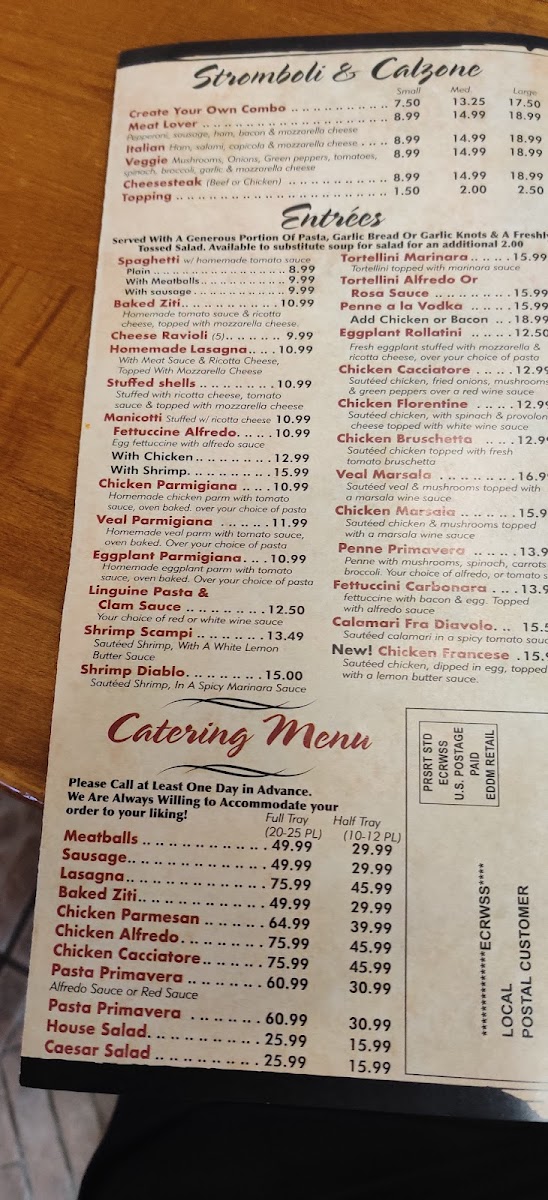 Stromboli & Calzone
Small Med. Large
Create Your Own Combo .. .. .. .. .. .. .. .. .. .. 7.50 13.25 17.50
Meat Lover .. .. .. .. .. .. .. .. .. .. .. .. .. .. .. 8.99 14.99 18.99
Pepperoni, sausage, ham, bacon & mozzarella cheese
Italian Ham, salami, capicola & mozzarella cheese . .. .. 8.99 14.99 18.99
Veggie Mushrooms, Onions, Green peppers, tomatoes, 8.99 14.99 18.99
spinach, broccoli, garlic & mozzarella cheese
Cheesesteak (Beef or Chicken) .. .. .. .. .. .. .. .. 8.99 14.99 18.99
Topping .. .. .. .. .. .. .. .. .. .. .. .. .. .. .. .. 1.50 2.00 2.50
Entrées
Served With A Generous Portion Of Pasta, Garlic Bread Or Garlic Knots & A Freshly
Tossed Salad. Available to substitute soup for salad for an additional 2.00
Spaghetti w/ homemade tomato sauce
Plain .. .. .. .. .. .. .. .. .. .. 8.99
With Meatballs .. .. .. .. .. .. 9.99
With sausage .. .. .. .. .. .. .. 9.99
Baked Ziti.. .. .. .. .. .. .. .10.99
Homemade tomato sauce & ricotta
cheese, topped with mozzarella cheese.
Cheese Ravioli (5).. .. .. .. .. 9.99
Homemade Lasagna.. .. . 10.99
With Meat Sauce & Ricotta Cheese,
Topped With Mozzarella Cheese
Stuffed shells .. .. .. .. .. .. .10.99
Stuffed with ricotta cheese, tomato
sauce & topped with mozzarella cheese
Manicotti Stuffed w/ ricotta cheese 10.99
Fettuccine Alfredo. .. .. . 10.99
Egg fettuccine with alfredo sauce
With Chicken.. .. .. .. .. .. 12.99
With Shrimp. .. .. .. .. .. .. 15.99
Chicken Parmigiana .. .. .. 10.99
Homemade chicken parm with tomato
sauce, oven baked. over your choice of pasta
Veal Parmigiana .. .. .. .. .11.99
Homemade veal parm with tomato sauce,
oven baked. Over your choice of pasta
Eggplant Parmigiana. .. .. 10.99
Homemade eggplant parm with tomato
sauce, oven baked. Over your choice of pasta
Linguine Pasta &
Clam Sauce .. .. .. .. .. .. .. 12.50
Your choice of red or white wine sauce
Shrimp Scampi .. .. .. .. .. .13.49
Sautéed Shrimp, With A White Lemon
Butter Sauce
Shrimp Diablo.. .. .. .. .. .. 15.00
Sautéed Shrimp, In A Spicy Marinara Sauce
Tortellini Marinara.. .. .. .15.99
Tortellini topped with marinara sauce
Tortellini Alfredo Or
Rosa Sauce .. .. .. .. .. .. ..15.99
Penne a la Vodka .. .. .. ..15.99
Add Chicken or Bacon .. . 18.99
Eggplant Rollatini .. .. .. ..12.50
Fresh eggplant stuffed with mozzarella &
ricotta cheese, over your choice of pasta
Chicken Cacciatore .. .. .. 12.99
Sautéed chicken, fried onions, mushrooms
& green peppers over a red wine sauce
Chicken Florentine .. .. .. 12.99
Sautéed chicken, with spinach & provolon
cheese topped with white wine sauce
Chicken Bruschetta .. .. .. 12.99
Sautéed chicken topped with fresh
tomato bruschetta
Veal Marsala .. .. .. .. .. .. .16.9
Sautéed veal & mushrooms topped with
a marsala wine sauce
Chicken Marsala .. .. .. .. .15.9
Sautéed chicken & mushrooms topped
with a marsala wine sauce
Penne Primavera .. .. .. .. 13.9
Penne with mushrooms, spinach, carrots
broccoli. Your choice of alfredo, or tomato s
Fettuccini Carbonara . .. .13.9
fettuccine with bacon & egg. Topped
with alfredo sauce
Calamari Fra Diavolo. .. .. 15.5
Sautéed calamari in a spicy tomato sauc
New! Chicken Francese .15.9
Sautéed chicken, dipped in egg, topped
with a lemon butter sauce.
Catering Menu
Please Call at Least One Day in Advance.
We Are Always Willing to Accommodate your
order to your liking!
Full Tray Half Tray
(20-25 PL) (10-12 PL)
Meatballs .. .. .. .. .. .. .. .. .. . 49.99 29.99
Sausage.. .. .. .. .. .. .. .. .. .. . 49.99 29.99
Lasagna.. .. .. .. .. .. .. .. .. .. . 75.99 45.99
Baked Ziti.. .. .. .. .. .. .. .. .. . 49.99 29.99
Chicken Parmesan .. .. .. .. .. 64.99 39.99
Chicken Alfredo. .. .. .. .. .. .. 75.99 45.99
Chicken Cacciatore.. .. .. .. . 75.99 45.99
Pasta Primavera .. .. .. .. .. .. 60.99 30.99
Alfredo Sauce or Red Sauce
Pasta Primavera .. .. .. .. .. . 60.99 30.99
House Salad. .. .. .. .. .. .. .. .. 25.99 15.99
Caesar Salad .. .. .. .. .. .. .. .. 25.99 15.99
PRSRT STD
ECRWSS
U.S. POSTAGE
PAID
EDDM RETAIL
***************ECRWSS****
LOCAL
POSTAL CUSTOMER